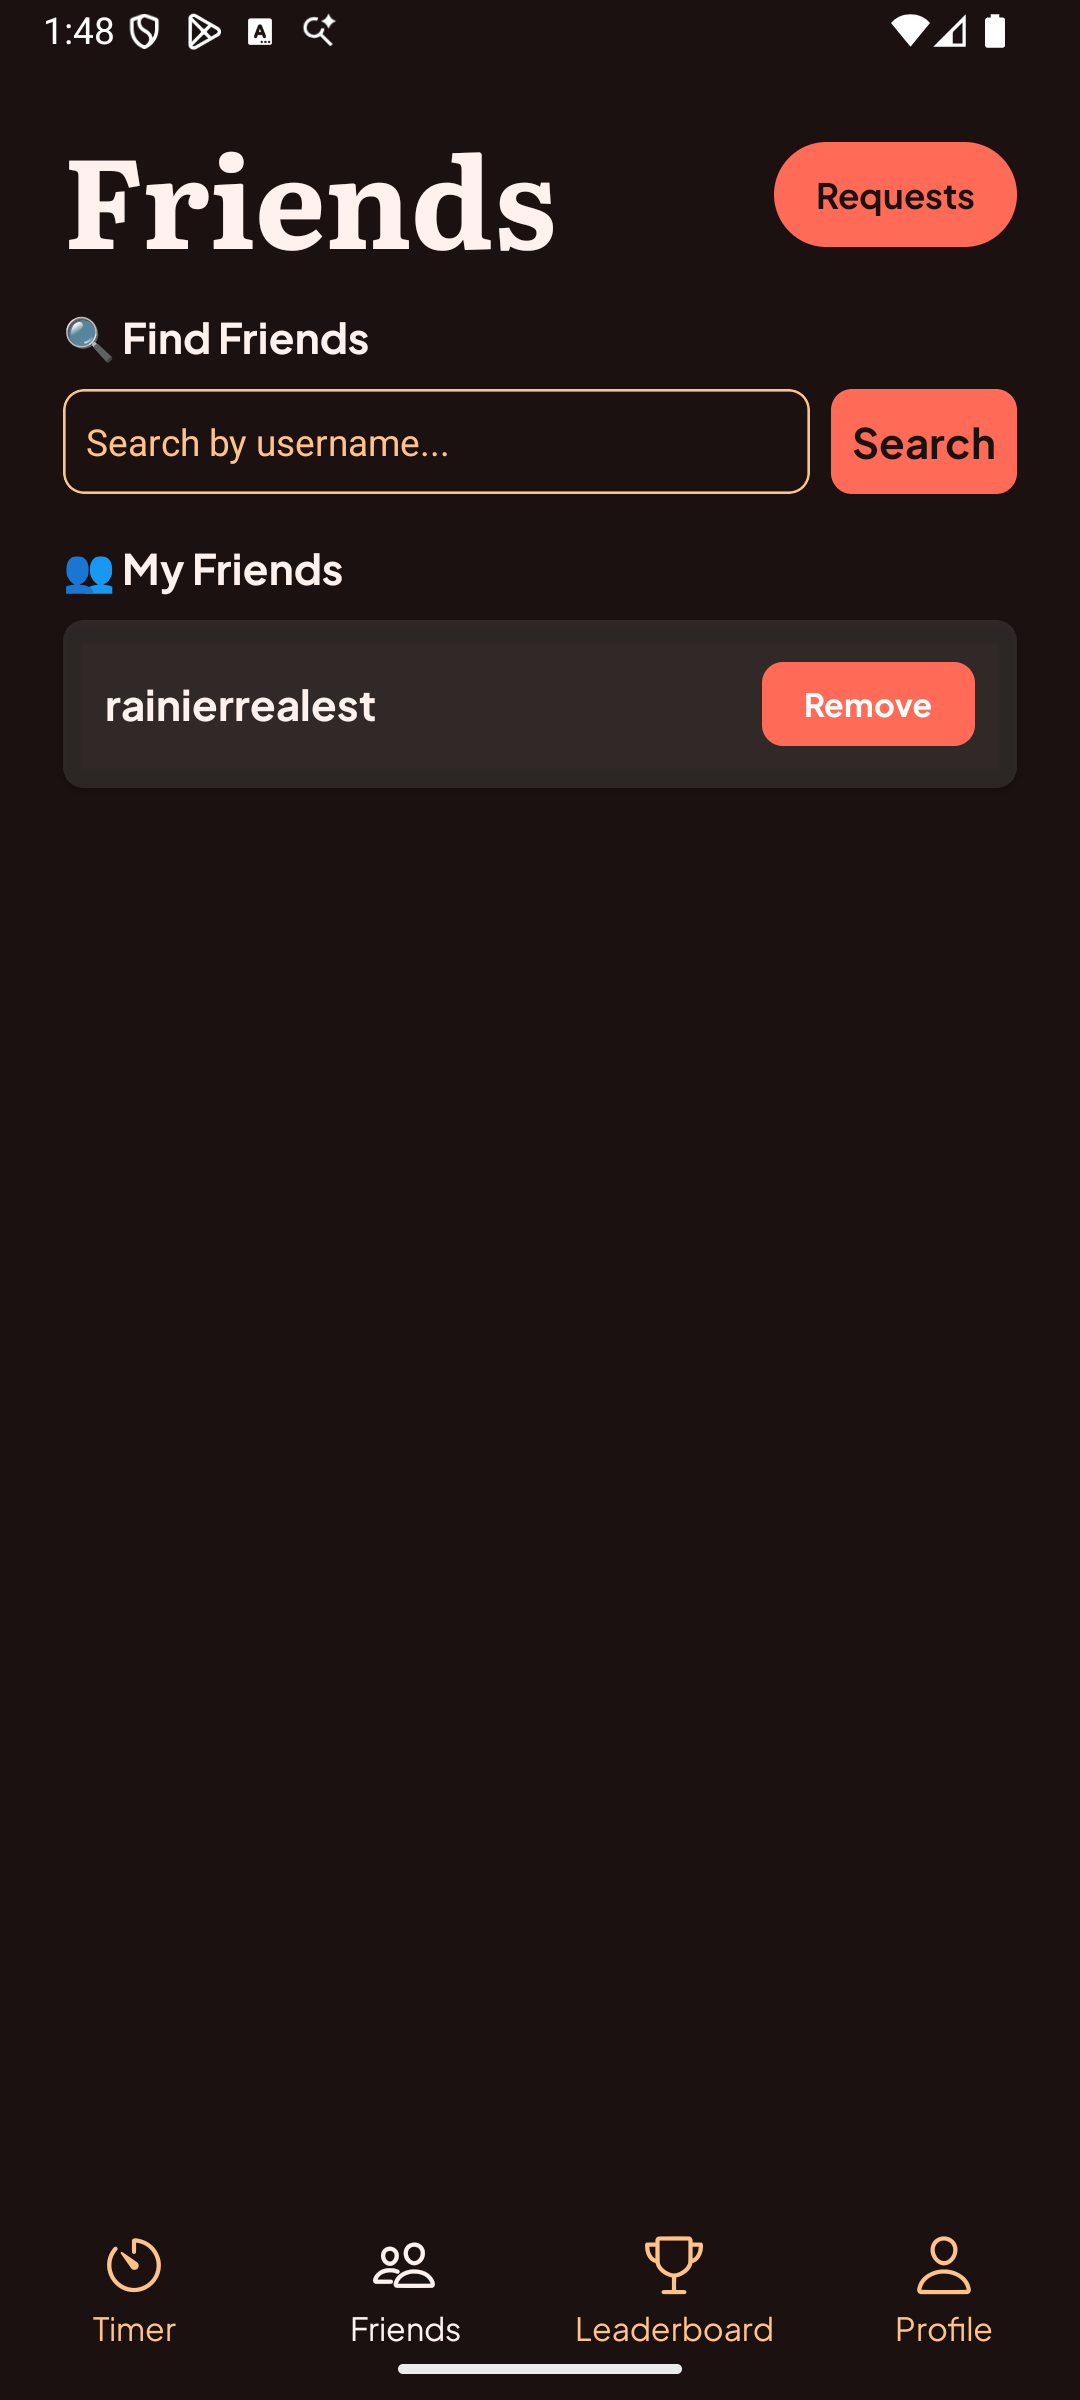 1:48
Friends
Requests
🔍 Find Friends
Search by username...
Search
👥 My Friends
rainierrealest
Remove
Timer
Friends
Leaderboard
Profile